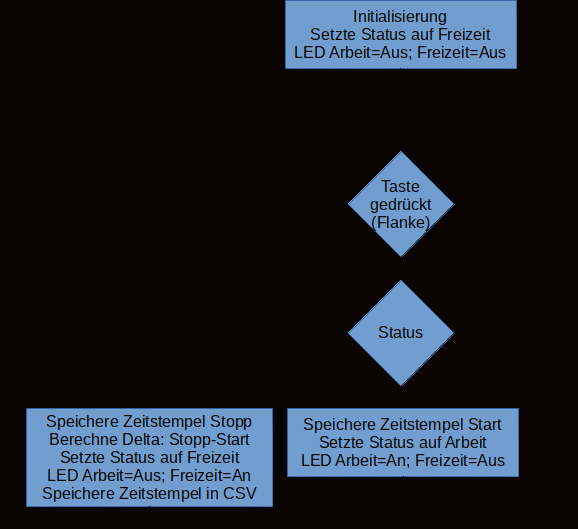 Initialisierung
Setzte Status auf Freizeit
LED Arbeit=Aus; Freizeit=Aus
Taste
gedrückt
(Flanke)
Status
Speichere Zeitstempel Stopp
Berechne Delta: Stopp-Start
Setzte Status auf Freizeit
LED Arbeit=Aus; Freizeit=An
Speichere Zeitstempel in CSV
Speichere Zeitstempel Start
Setzte Status auf Arbeit
LED Arbeit=An; Freizeit=Aus